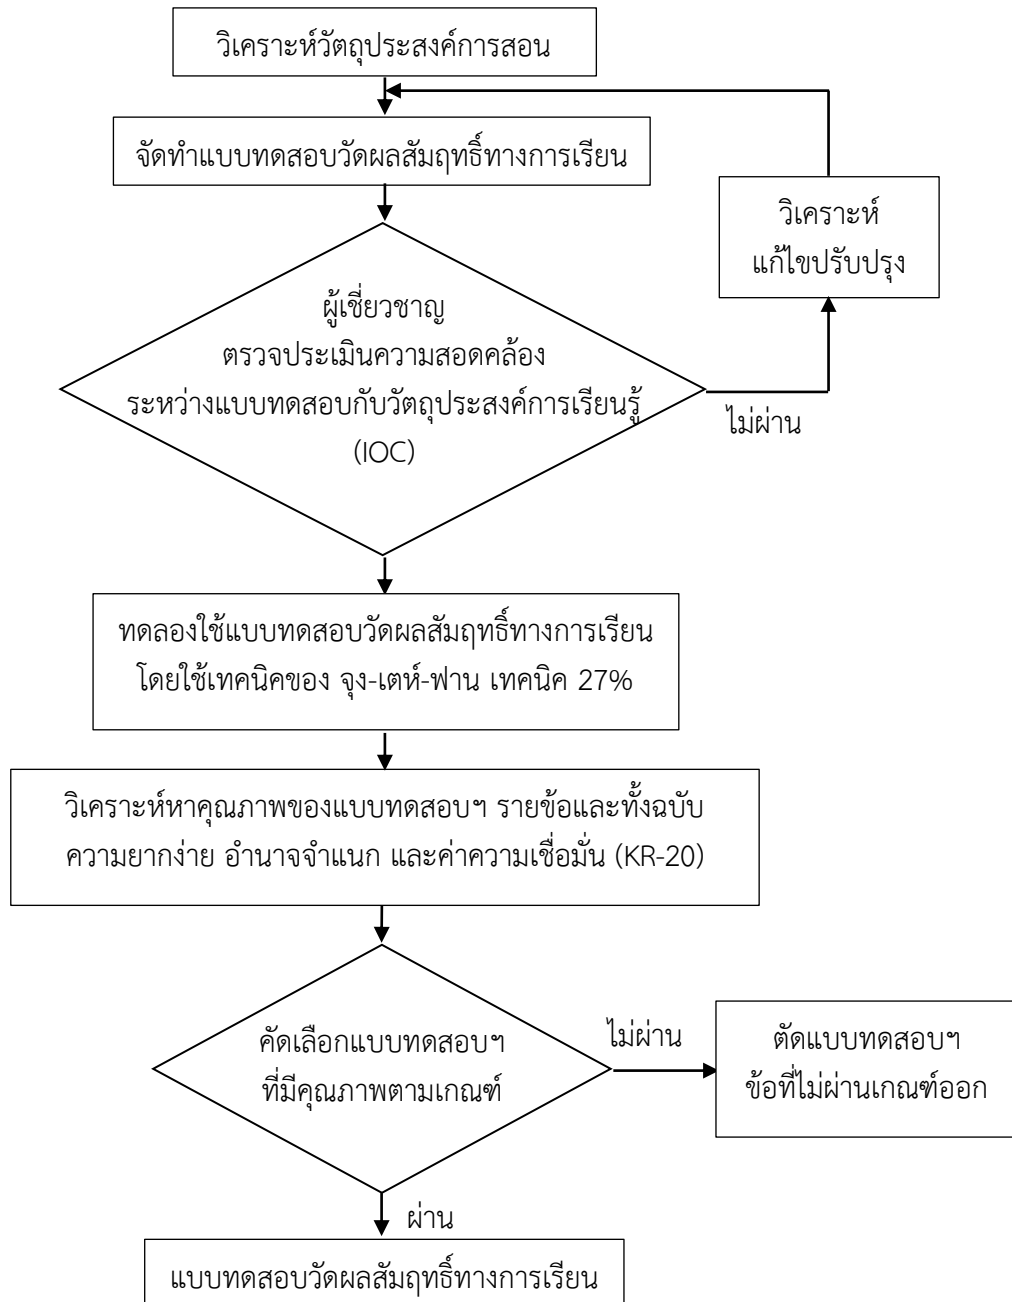 วิเคราะห์วัตถุประสงค์การสอน
จัดทำแบบทดสอบวัดผลสัมฤทธิ์ทางการเรียน
วิเคราะห์
แก้ไขปรับปรุง
ผู้เชี่ยวชาญ
ตรวจประเมินความสอดคล้อง
ระหว่างแบบทดสอบกับวัตถุประสงค์การเรียนรู้
(IOC)
ไม่ผ่าน
ทดลองใช้แบบทดสอบวัดผลสัมฤทธิ์ทางการเรียน
โดยใช้เทคนิคของ จุง-เตห์-ฟาน เทคนิค 27%
วิเคราะห์หาคุณภาพของแบบทดสอบฯ รายข้อและทั้งฉบับ
ความยากง่าย อำนาจจำแนก และค่าความเชื่อมั่น (KR-20)
คัดเลือกแบบทดสอบฯ
ที่มีคุณภาพตามเกณฑ์
ไม่ผ่าน
ตัดแบบทดสอบฯ
ข้อที่ไม่ผ่านเกณฑ์ออก
ผ่าน
แบบทดสอบวัดผลสัมฤทธิ์ทางการเรียน